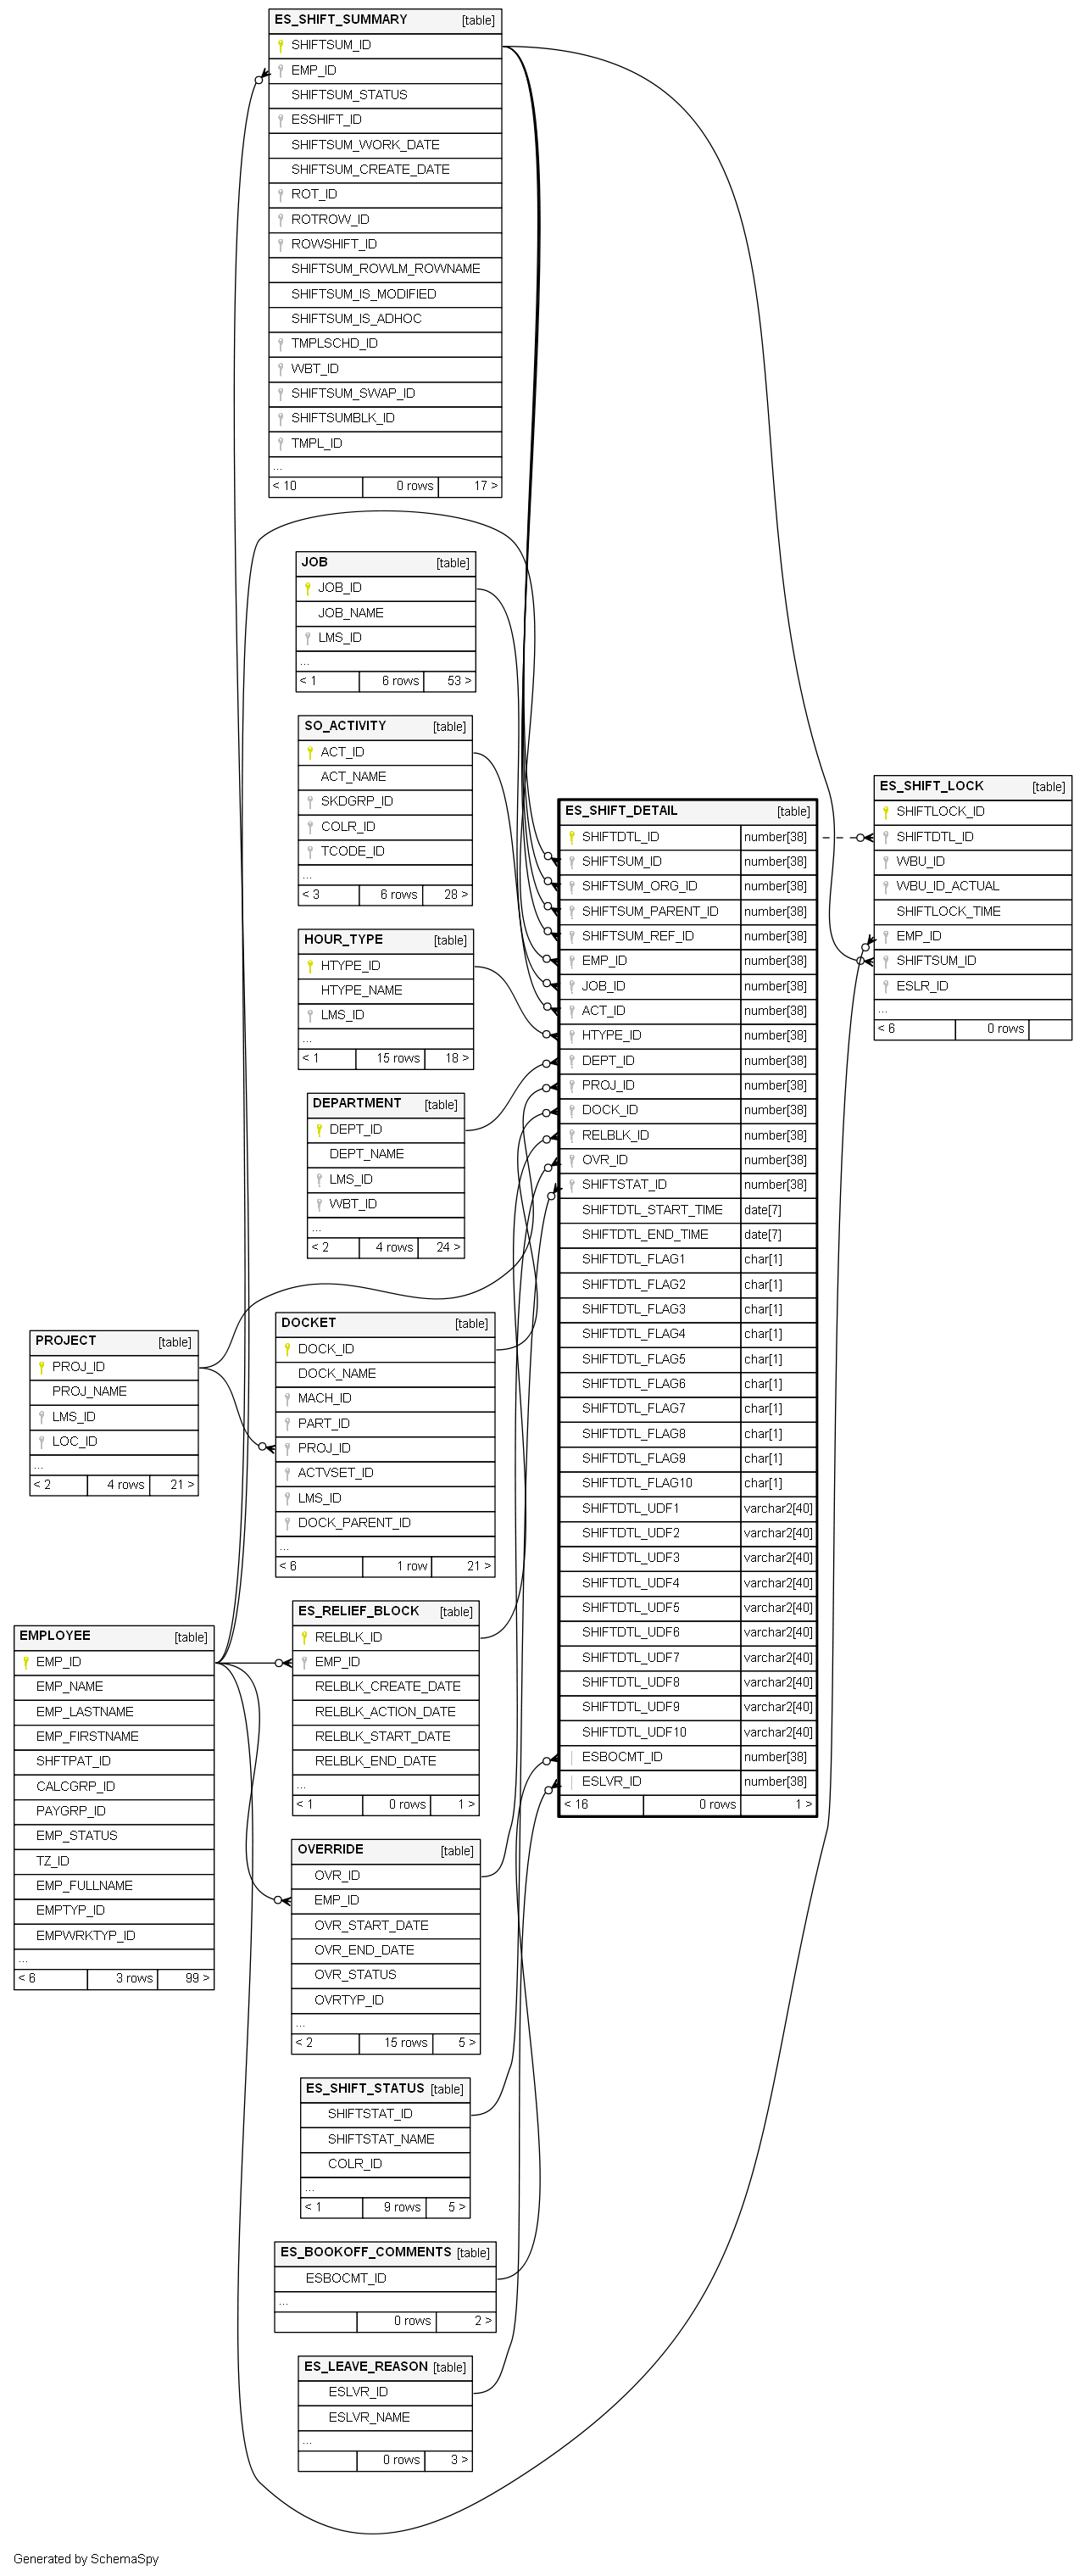 ES_SHIFT_SUMMARY [table]
SHIFTSUM_ID
EMP_ID
SHIFTSUM_STATUS
ESSHIFT_ID
SHIFTSUM_WORK_DATE
SHIFTSUM_CREATE_DATE
ROT_ID
ROTROW_ID
ROWSHIFT_ID
SHIFTSUM_ROWLM_ROWNAME
SHIFTSUM_IS_MODIFIED
SHIFTSUM_IS_ADHOC
TMPLSCHD_ID
WBT_ID
SHIFTSUM_SWAP_ID
SHIFTSUMBLK_ID
TMPL_ID
...
< 10 0 rows 17 >
JOB [table]
JOB_ID
JOB_NAME
LMS_ID
...
< 1 6 rows 53 >
SO_ACTIVITY [table]
ACT_ID
ACT_NAME
SKDGRP_ID
COLR_ID
TCODE_ID
...
< 3 6 rows 28 >
HOUR_TYPE [table]
HTYPE_ID
HTYPE_NAME
LMS_ID
...
< 1 15 rows 18 >
DEPARTMENT [table]
DEPT_ID
DEPT_NAME
LMS_ID
WBT_ID
...
< 2 4 rows 24 >
PROJECT [table]
PROJ_ID
PROJ_NAME
LMS_ID
LOC_ID
...
< 2 4 rows 21 >
DOCKET [table]
DOCK_ID
DOCK_NAME
MACH_ID
PART_ID
PROJ_ID
ACTVSET_ID
LMS_ID
DOCK_PARENT_ID
...
< 6 1 row 21 >
EMPLOYEE [table]
EMP_ID
EMP_NAME
EMP_LASTNAME
EMP_FIRSTNAME
SHFTPAT_ID
CALCGRP_ID
PAYGRP_ID
EMP_STATUS
TZ_ID
EMP_FULLNAME
EMPTYP_ID
EMPWRKTYP_ID
...
< 6 3 rows 99 >
ES_RELIEF_BLOCK [table]
RELBLK_ID
EMP_ID
RELBLK_CREATE_DATE
RELBLK_ACTION_DATE
RELBLK_START_DATE
RELBLK_END_DATE
...
< 1 0 rows 1 >
OVERRIDE [table]
OVR_ID
EMP_ID
OVR_START_DATE
OVR_END_DATE
OVR_STATUS
OVRTYP_ID
...
< 2 15 rows 5 >
ES_SHIFT_STATUS [table]
SHIFTSTAT_ID
SHIFTSTAT_NAME
COLR_ID
...
< 1 9 rows 5 >
ES_BOOKOFF_COMMENTS [table]
ESBOCMT_ID
...
0 rows 2 >
ES_LEAVE_REASON [table]
ESLVR_ID
ESLVR_NAME
...
0 rows 3 >
ES_SHIFT_DETAIL [table]
SHIFTDTL_ID number[38]
SHIFTSUM_ID number[38]
SHIFTSUM_ORG_ID number[38]
SHIFTSUM_PARENT_ID number[38]
SHIFTSUM_REF_ID number[38]
EMP_ID number[38]
JOB_ID number[38]
ACT_ID number[38]
HTYPE_ID number[38]
DEPT_ID number[38]
PROJ_ID number[38]
DOCK_ID number[38]
RELBLK_ID number[38]
OVR_ID number[38]
SHIFTSTAT_ID number[38]
SHIFTDTL_START_TIME date[7]
SHIFTDTL_END_TIME date[7]
SHIFTDTL_FLAG1 char[1]
SHIFTDTL_FLAG2 char[1]
SHIFTDTL_FLAG3 char[1]
SHIFTDTL_FLAG4 char[1]
SHIFTDTL_FLAG5 char[1]
SHIFTDTL_FLAG6 char[1]
SHIFTDTL_FLAG7 char[1]
SHIFTDTL_FLAG8 char[1]
SHIFTDTL_FLAG9 char[1]
SHIFTDTL_FLAG10 char[1]
SHIFTDTL_UDF1 varchar2[40]
SHIFTDTL_UDF2 varchar2[40]
SHIFTDTL_UDF3 varchar2[40]
SHIFTDTL_UDF4 varchar2[40]
SHIFTDTL_UDF5 varchar2[40]
SHIFTDTL_UDF6 varchar2[40]
SHIFTDTL_UDF7 varchar2[40]
SHIFTDTL_UDF8 varchar2[40]
SHIFTDTL_UDF9 varchar2[40]
SHIFTDTL_UDF10 varchar2[40]
ESBOCMT_ID number[38]
ESLVR_ID number[38]
< 16 0 rows 1 >
ES_SHIFT_LOCK [table]
SHIFTLOCK_ID
SHIFTDTL_ID
WBU_ID
WBU_ID_ACTUAL
SHIFTLOCK_TIME
EMP_ID
SHIFTSUM_ID
ESLR_ID
...
< 6 0 rows
Generated by SchemaSpy